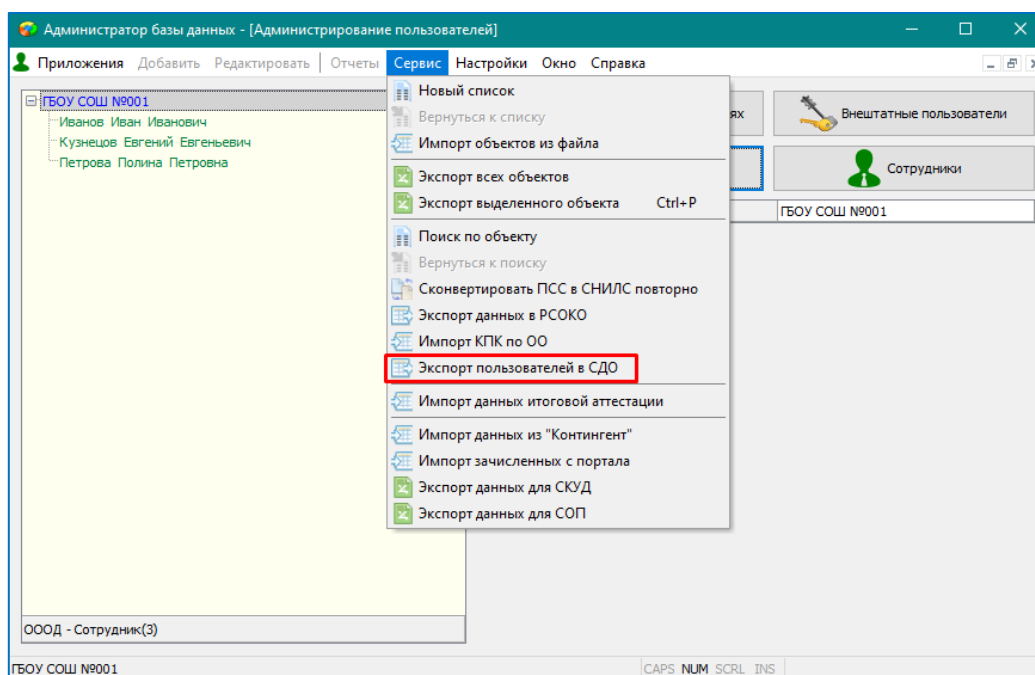 Администратор базы данных - [Администрирование пользователей]
Приложения Добавить Редактировать Отчеты Сервис Настройки Окно Справка
ГБОУ СОШ №001
Иванов Иван Иванович
Кузнецов Евгений Евгеньевич
Петрова Полина Петровна
Новый список
Вернуться к списку
Импорт объектов из файла
Экспорт всех объектов
Экспорт выделенного объекта Ctrl+P
Поиск по объекту
Вернуться к поиску
Сконвертировать ПСС в СНИЛС повторно
Экспорт данных в РСОКО
Импорт КПК по ОО
Экспорт пользователей в СДО
Импорт данных итоговой аттестации
Импорт данных из "Контингент"
Импорт зачисленных с портала
Экспорт данных для СКУД
Экспорт данных для СОП
ях
Внештатные пользователи
Сотрудники
ГБОУ СОШ №001
ОООД - Сотрудник(3)
ГБОУ СОШ №001
CAPS NUM SCRL INS